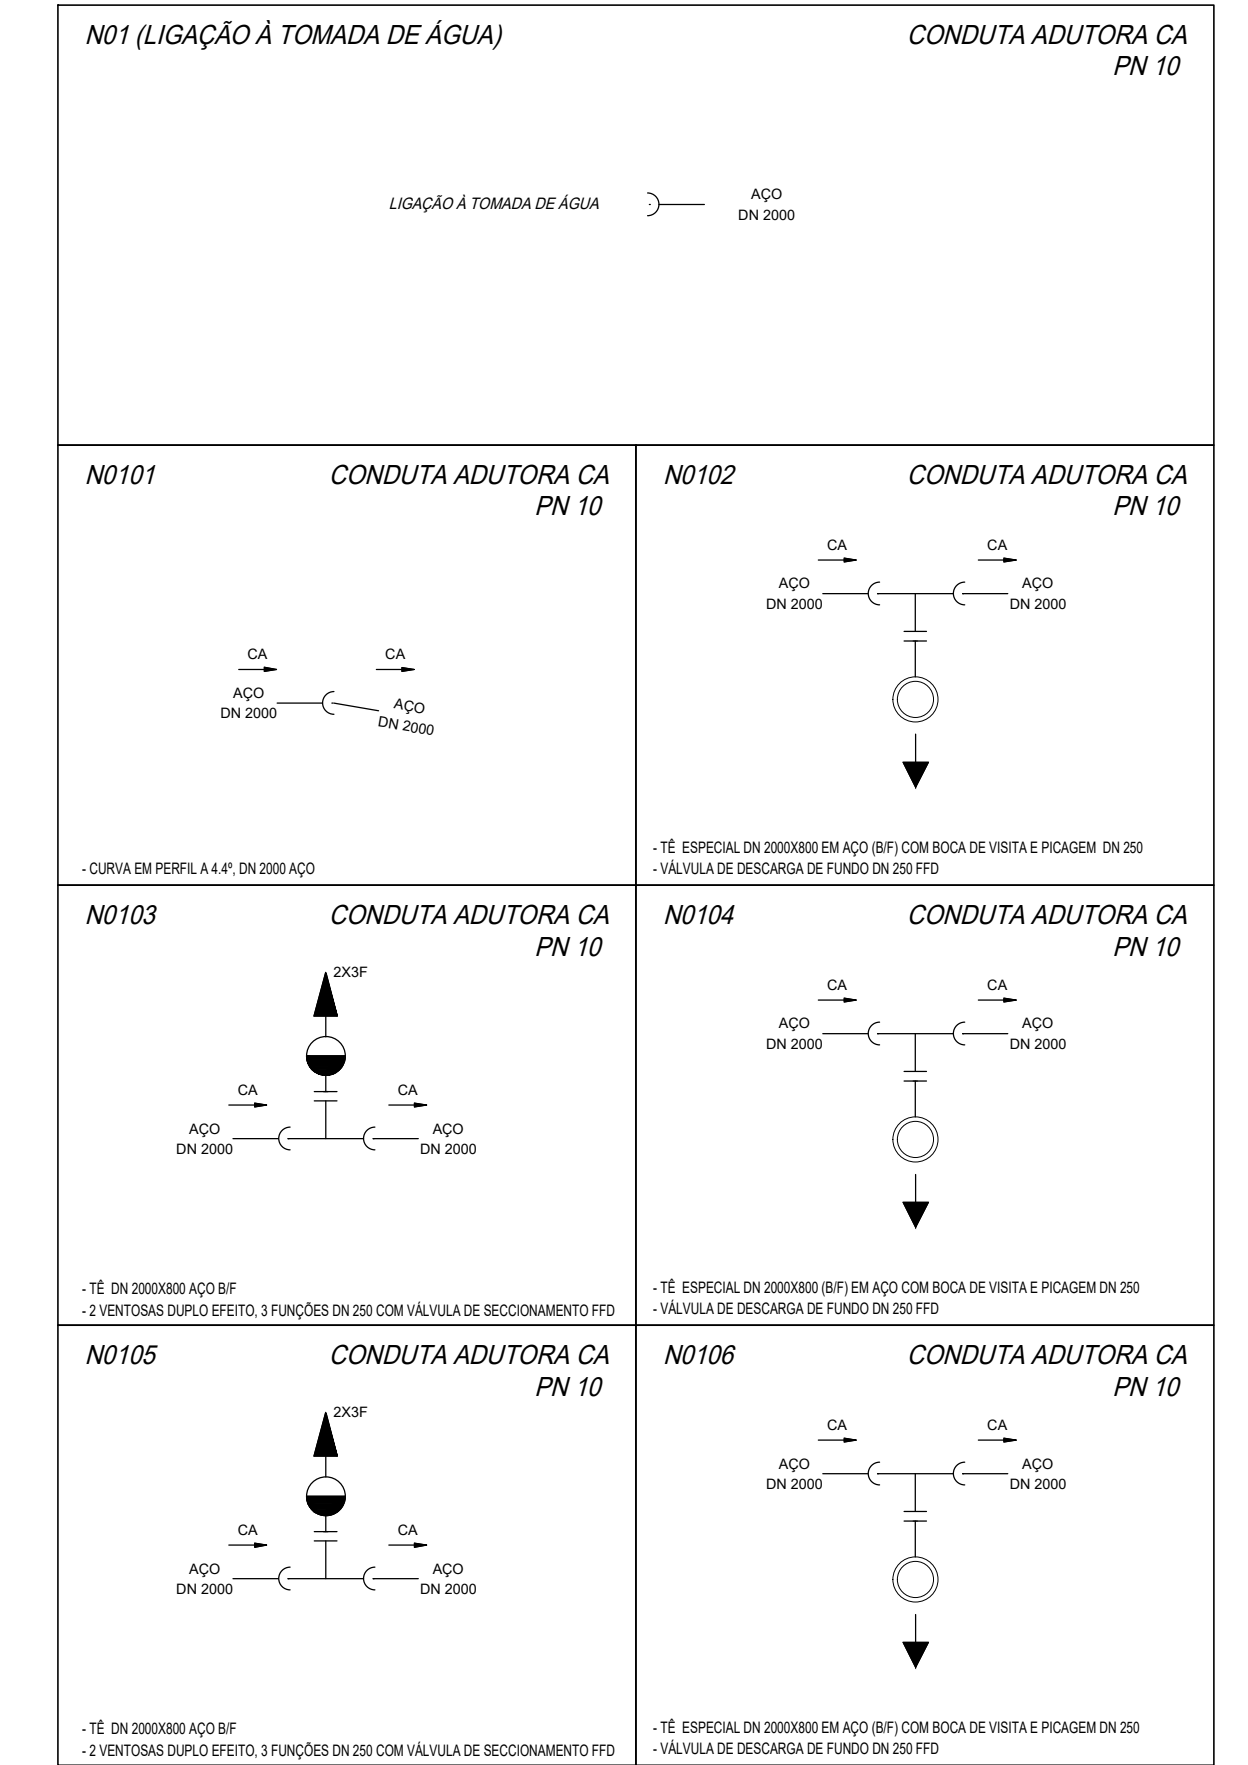 N01 (LIGAÇÃO À TOMADA DE ÁGUA)
CONDUTA ADUTORA CA
PN 10
LIGAÇÃO À TOMADA DE ÁGUA
AÇO
DN 2000
N0101
CONDUTA ADUTORA CA
PN 10
CA
CA
AÇO
DN 2000
AÇO
DN 2000
- CURVA EM PERFIL A 4.4º, DN 2000 AÇO
N0102
CONDUTA ADUTORA CA
PN 10
CA
CA
AÇO
DN 2000
AÇO
DN 2000
- TÊ ESPECIAL DN 2000X800 EM AÇO (B/F) COM BOCA DE VISITA E PICAGEM DN 250
- VÁLVULA DE DESCARGA DE FUNDO DN 250 FFD
N0103
CONDUTA ADUTORA CA
PN 10
2X3F
CA
CA
AÇO
DN 2000
AÇO
DN 2000
- TÊ DN 2000X800 AÇO B/F
- 2 VENTOSAS DUPLO EFEITO, 3 FUNÇÕES DN 250 COM VÁLVULA DE SECCIONAMENTO FFD
N0104
CONDUTA ADUTORA CA
PN 10
CA
CA
AÇO
DN 2000
AÇO
DN 2000
- TÊ ESPECIAL DN 2000X800 (B/F) EM AÇO COM BOCA DE VISITA E PICAGEM DN 250
- VÁLVULA DE DESCARGA DE FUNDO DN 250 FFD
N0105
CONDUTA ADUTORA CA
PN 10
2X3F
CA
CA
AÇO
DN 2000
AÇO
DN 2000
- TÊ DN 2000X800 AÇO B/F
- 2 VENTOSAS DUPLO EFEITO, 3 FUNÇÕES DN 250 COM VÁLVULA DE SECCIONAMENTO FFD
N0106
CONDUTA ADUTORA CA
PN 10
CA
CA
AÇO
DN 2000
AÇO
DN 2000
- TÊ ESPECIAL DN 2000X800 EM AÇO (B/F) COM BOCA DE VISITA E PICAGEM DN 250
- VÁLVULA DE DESCARGA DE FUNDO DN 250 FFD